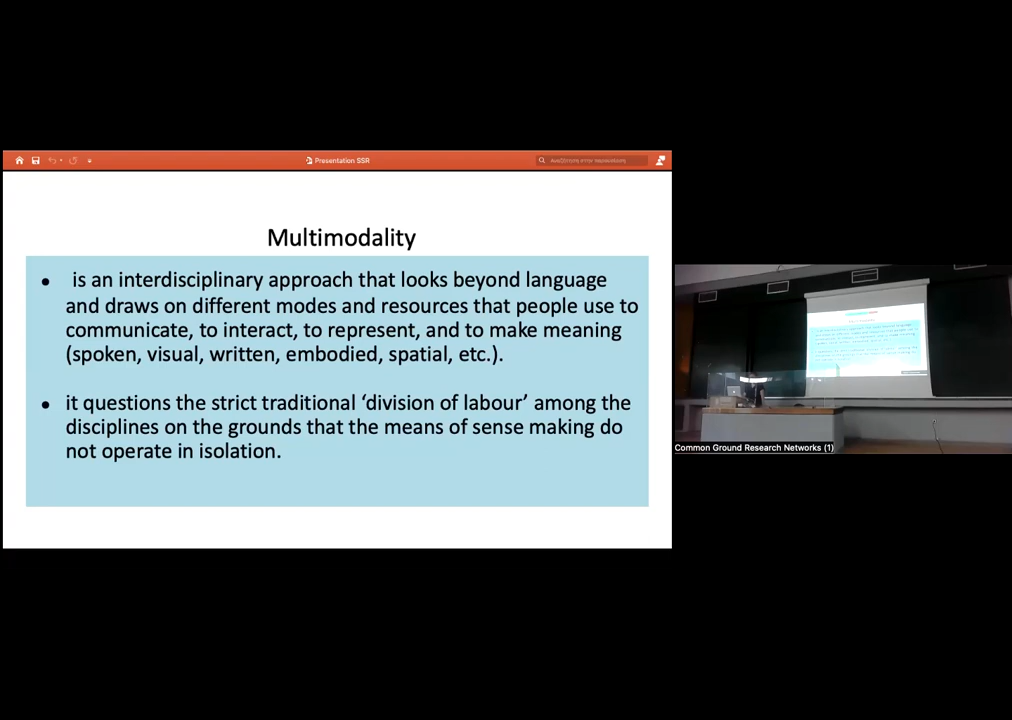 Presentation SSR
Multimodality
• is an interdisciplinary approach that looks beyond language
and draws on different modes and resources that people use to
communicate, to interact, to represent, and to make meaning
(spoken, visual, written, embodied, spatial, etc.).
• it questions the strict traditional ‘division of labour’ among the
disciplines on the grounds that the means of sense making do
not operate in isolation.
Common Ground Research Networks (1)